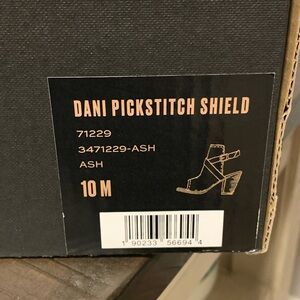 DANI PICKSTITCH SHIELD
71229
3471229-ASH
ASH
10 M
1 90233 56694 4